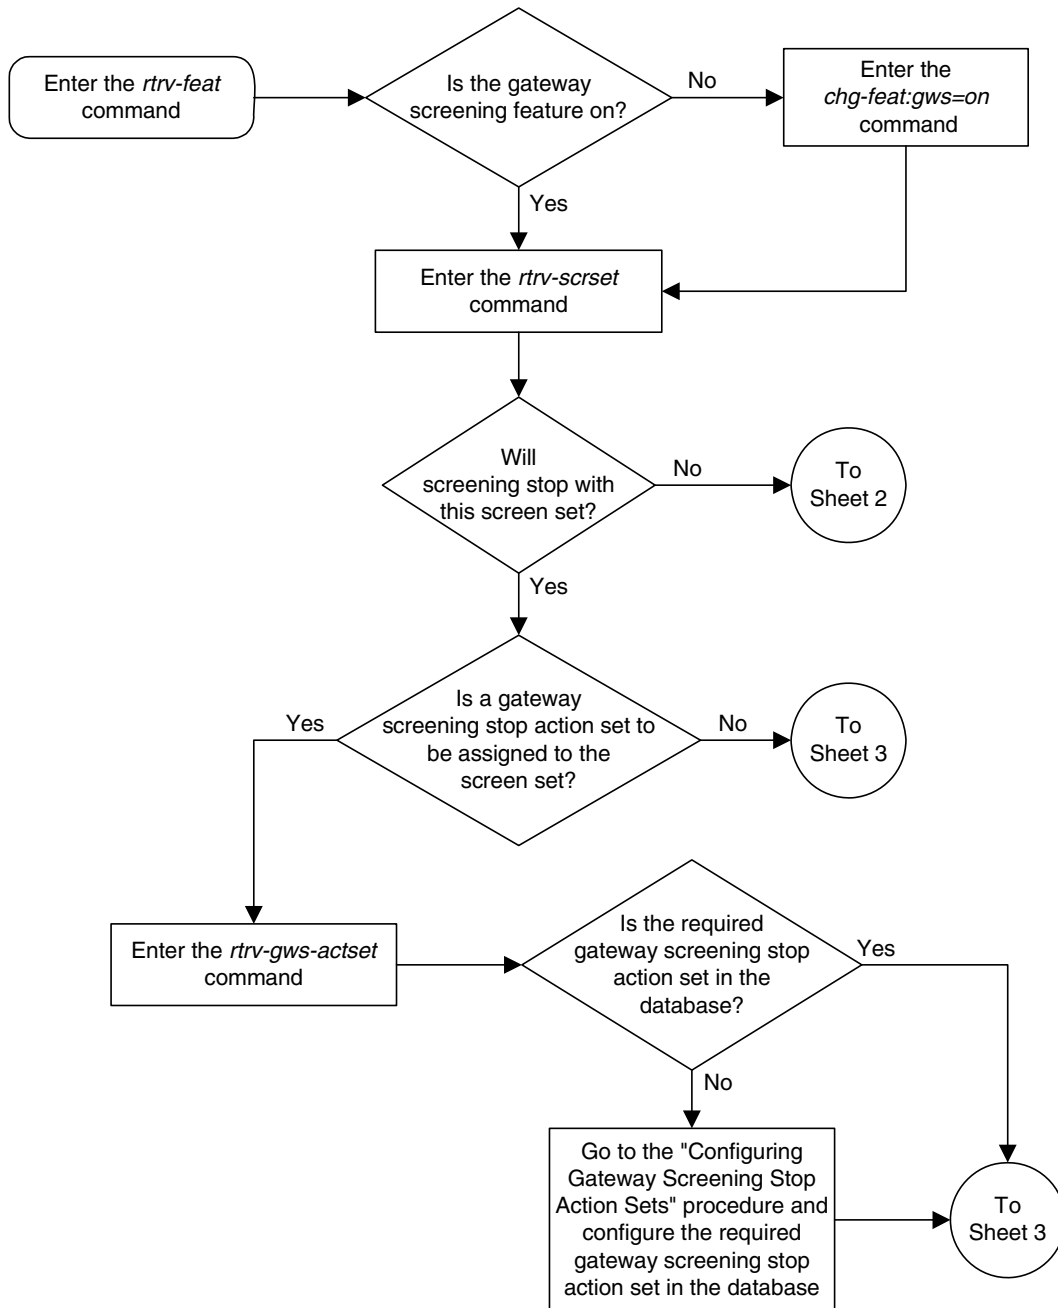 Enter the rtrv-feat
command
Is the gateway
screening feature on?
No
Enter the
chg-feat:gws=on
command
Yes
Enter the rtrv-scrset
command
Will
screening stop with
this screen set?
No
To
Sheet 2
Yes
Is a gateway
screening stop action set to
be assigned to the
screen set?
Yes
No
To
Sheet 3
Enter the rtrv-gws-actset
command
Is the required
gateway screening stop
action set in the
database?
Yes
No
Go to the "Configuring
Gateway Screening Stop
Action Sets" procedure and
configure the required
gateway screening stop
action set in the database
To
Sheet 3